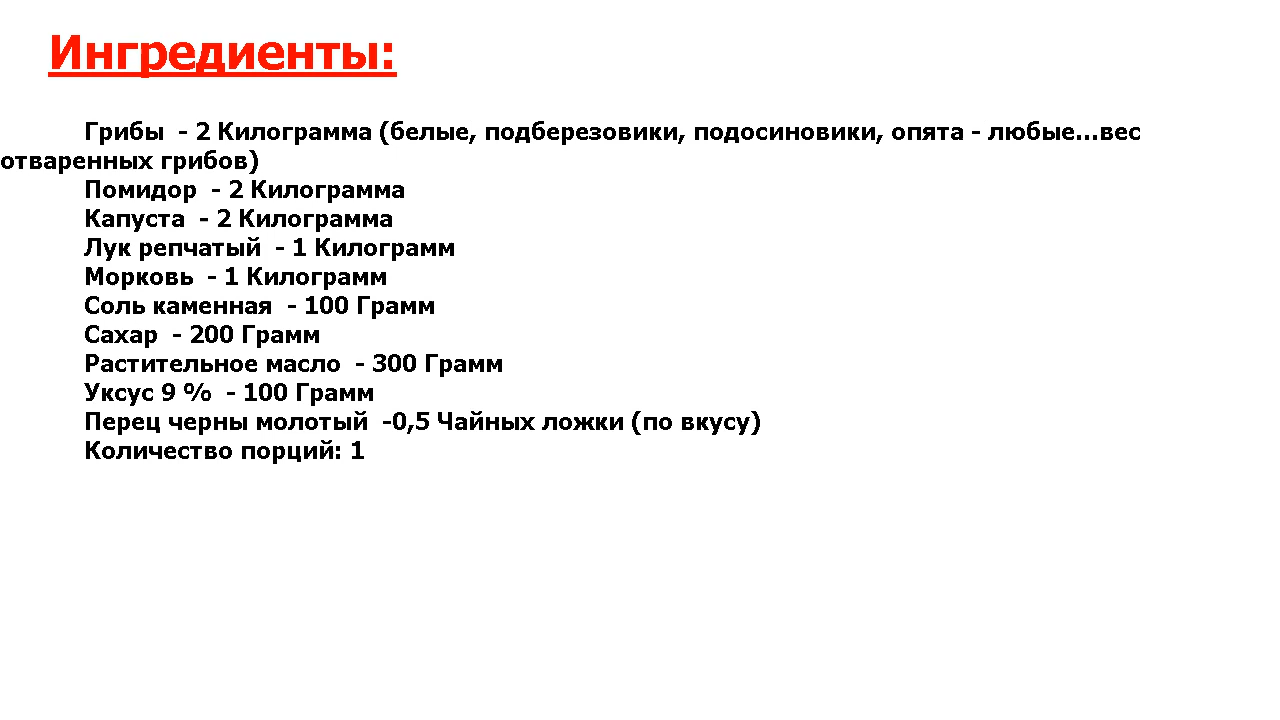 Ингредиенты:
Грибы - 2 Килограмма (белые, подберезовики, подосиновики, опята - любые...вес
отваренных грибов)
Помидор - 2 Килограмма
Капуста - 2 Килограмма
Лук репчатый - 1 Килограмм
Морковь - 1 Килограмм
Соль каменная - 100 Грамм
Сахар - 200 Грамм
Растительное масло - 300 Грамм
Уксус 9 % - 100 Грамм
Перец черны молотый -0,5 Чайных ложки (по вкусу)
Количество порций: 1